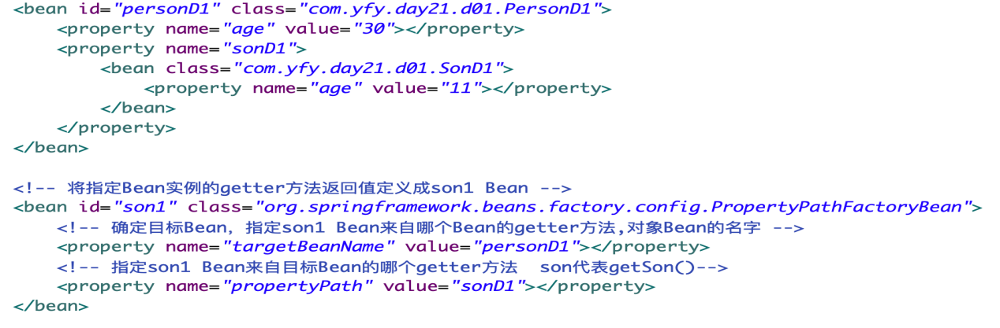 <bean id="personD1" class="com.yfy.day21.d01.PersonD1">
    <property name="age" value="30"></property>
    <property name="sonD1">
        <bean class="com.yfy.day21.d01.SonD1">
            <property name="age" value="11"></property>
        </bean>
    </property>
</bean>

<!-- 将指定Bean实例的getter方法返回值定义成son1 Bean -->
<bean id="son1" class="org.springframework.beans.factory.config.PropertyPathFactoryBean">
    <!-- 确定目标Bean, 指定son1 Bean来自哪个Bean的getter方法,对象Bean的名字 -->
    <property name="targetBeanName" value="personD1"></property>
    <!-- 指定son1 Bean来自目标Bean的哪个getter方法  son代表getSon()-->
    <property name="propertyPath" value="sonD1"></property>
</bean>